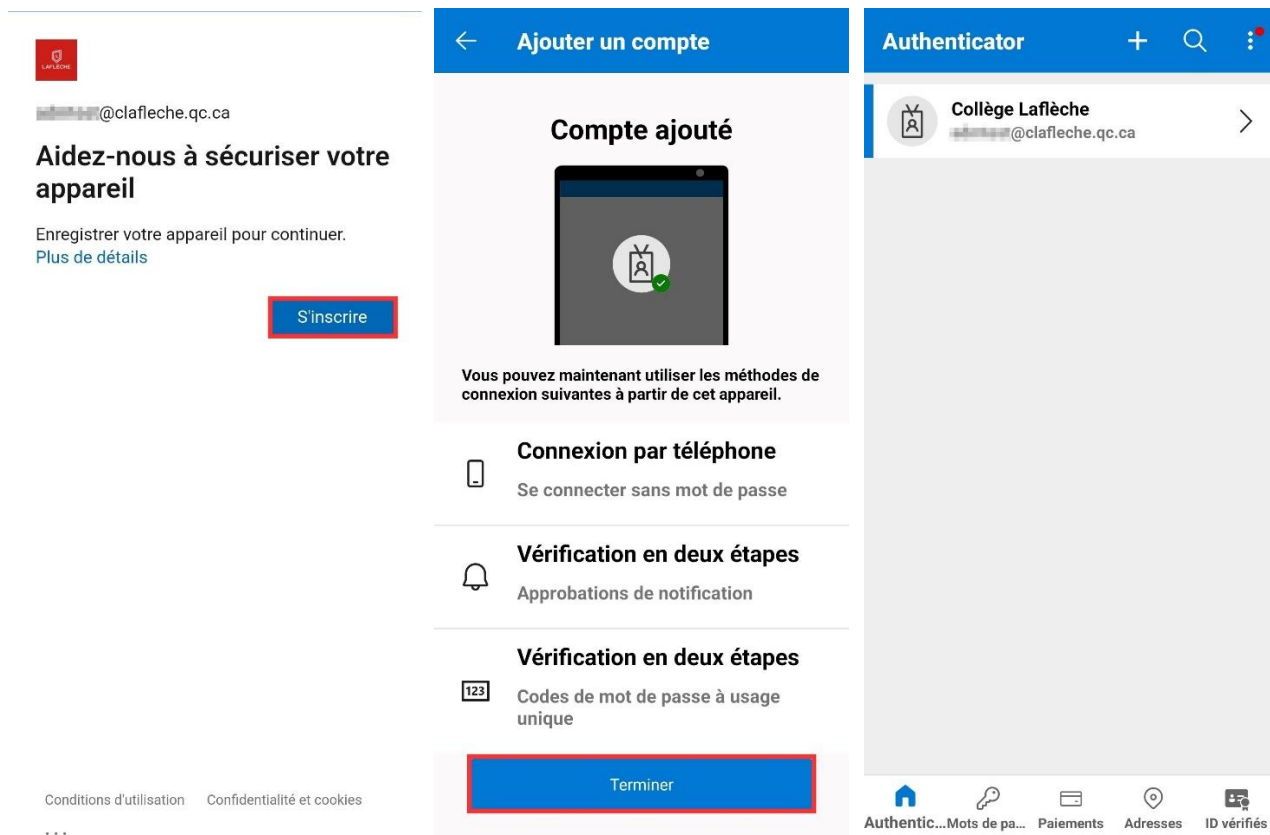 LAFLÈCHE
@clafleche.qc.ca
Aidez-nous à sécuriser votre
appareil
Enregistrer votre appareil pour continuer.
Plus de détails
S'inscrire
Conditions d'utilisation Confidentialité et cookies
...
Ajouter un compte
Compte ajouté
Vous pouvez maintenant utiliser les méthodes de
connexion suivantes à partir de cet appareil.
Connexion par téléphone
Se connecter sans mot de passe
Vérification en deux étapes
Approbations de notification
Vérification en deux étapes
123
Codes de mot de passe à usage
unique
Terminer
Authenticator
Collège Laflèche
@clafleche.qc.ca
Authentic... Mots de pa... Paiements Adresses ID vérifiés